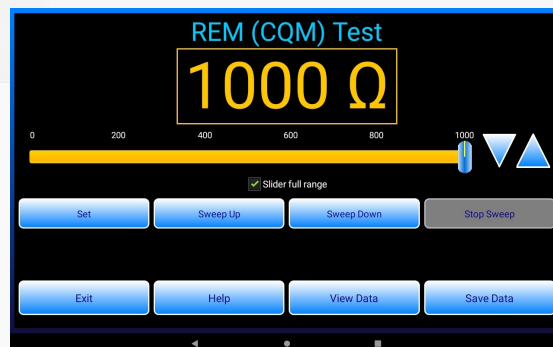 REM (CQM) Test
1000 Ω
0 200 400 600 800 1000
Slider full range
Set Sweep Up Sweep Down Stop Sweep
Exit Help View Data Save Data